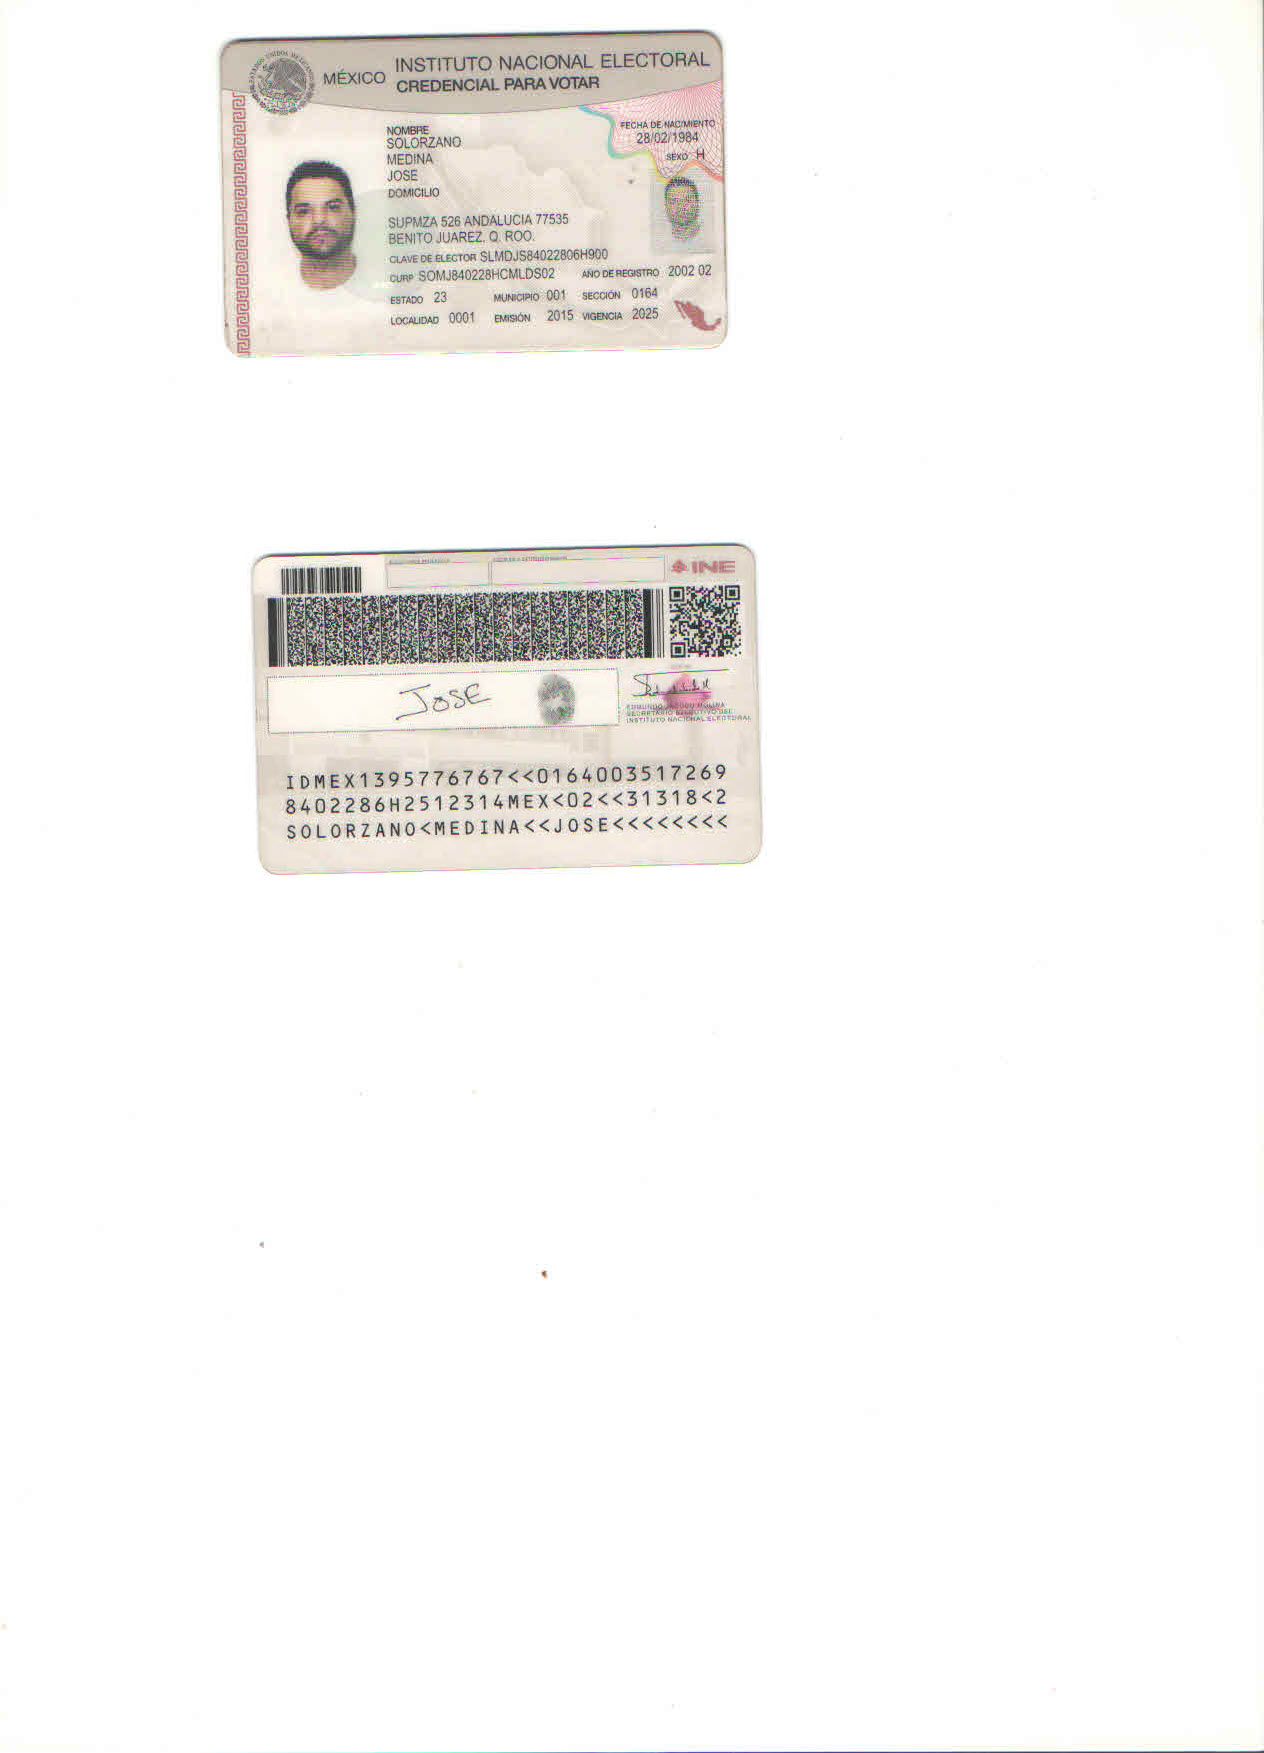 MÉXICO INSTITUTO NACIONAL ELECTORAL
CREDENCIAL PARA VOTAR
NOMBRE
SOLORZANO
MEDINA
JOSE
FECHA DE NACIMIENTO
28/02/1984
SEXO H
DOMICILIO
SUPMZA 526 ANDALUCIA 77535
BENITO JUAREZ, Q. ROO.
CLAVE DE ELECTOR SLMDJS84022806H900
CURP SOMJ840228HCMLDS02 AÑO DE REGISTRO 2002 02
ESTADO 23 MUNICIPIO 001 SECCIÓN 0164
LOCALIDAD 0001 EMISIÓN 2015 VIGENCIA 2025
INE
JOSE
EDMUNDO JACOBO MOLINA
SECRETARIO EJECUTIVO DEL
INSTITUTO NACIONAL ELECTORAL
IDMEX1395776767<<0164003517269
8402286H2512314MEX<02<<31318<2
SOLORZANO<MEDINA<<JOSE<<<<<<<<